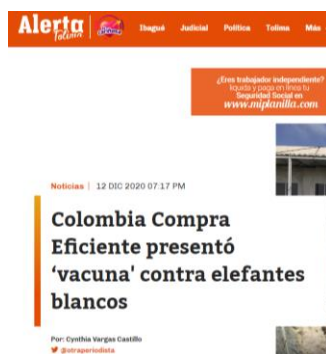 Alerta
Tolima
Ibagué Judicial Política Tolima Más
¿Eres trabajador independiente?
liquida y paga en línea tu
Seguridad Social en
www.miplanilla.com
Noticias | 12 DIC 2020 07:17 PM
Colombia Compra
Eficiente presentó
‘vacuna' contra elefantes
blancos
Por: Cynthia Vargas Castillo
@otraperiodista